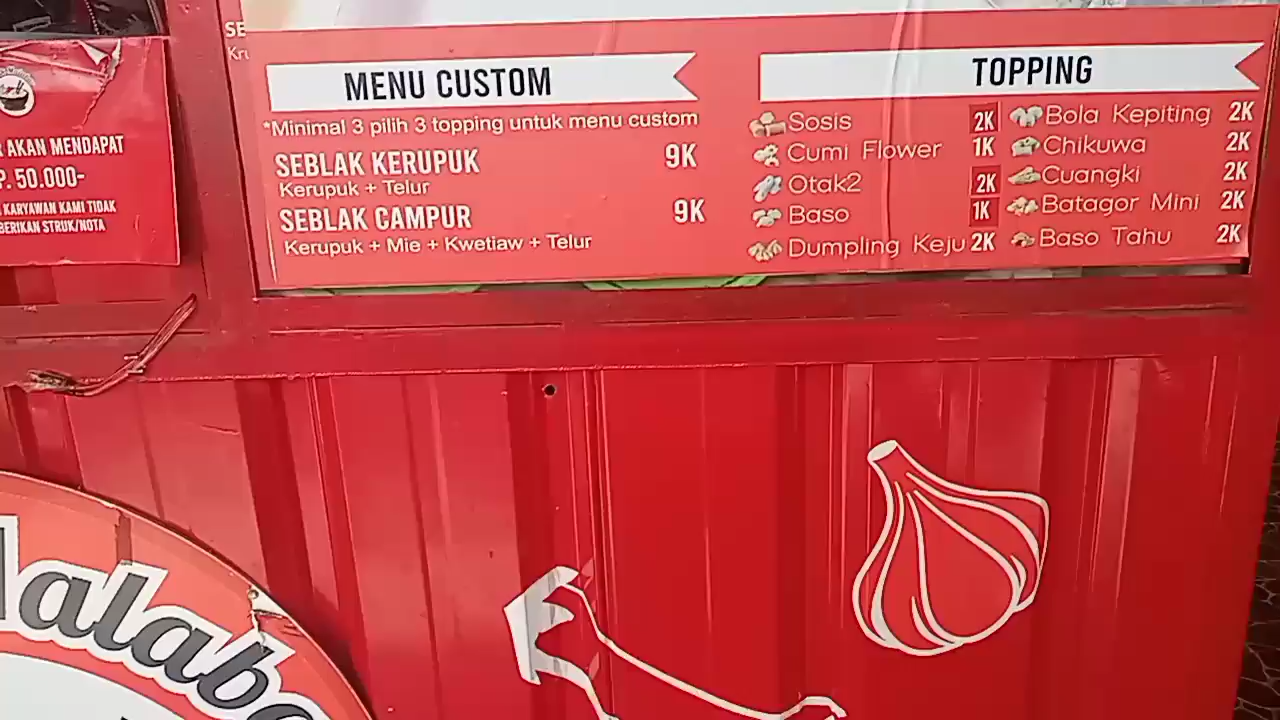 AKAN MENDAPAT
P. 50.000-
KARYAWAN KAMI TIDAK
BERIKAN STRUK/NOTA
SE
Kru
MENU CUSTOM
*Minimal 3 pilih 3 topping untuk menu custom
SEBLAK KERUPUK 9K
Kerupuk + Telur
SEBLAK CAMPUR 9K
Kerupuk + Mie + Kwetiaw + Telur
TOPPING
Sosis 2K
Cumi Flower 1K
Otak2 2K
Baso 1K
Dumpling Keju 2K
Bola Kepiting 2K
Chikuwa 2K
Cuangki 2K
Batagor Mini 2K
Baso Tahu 2K
alabo